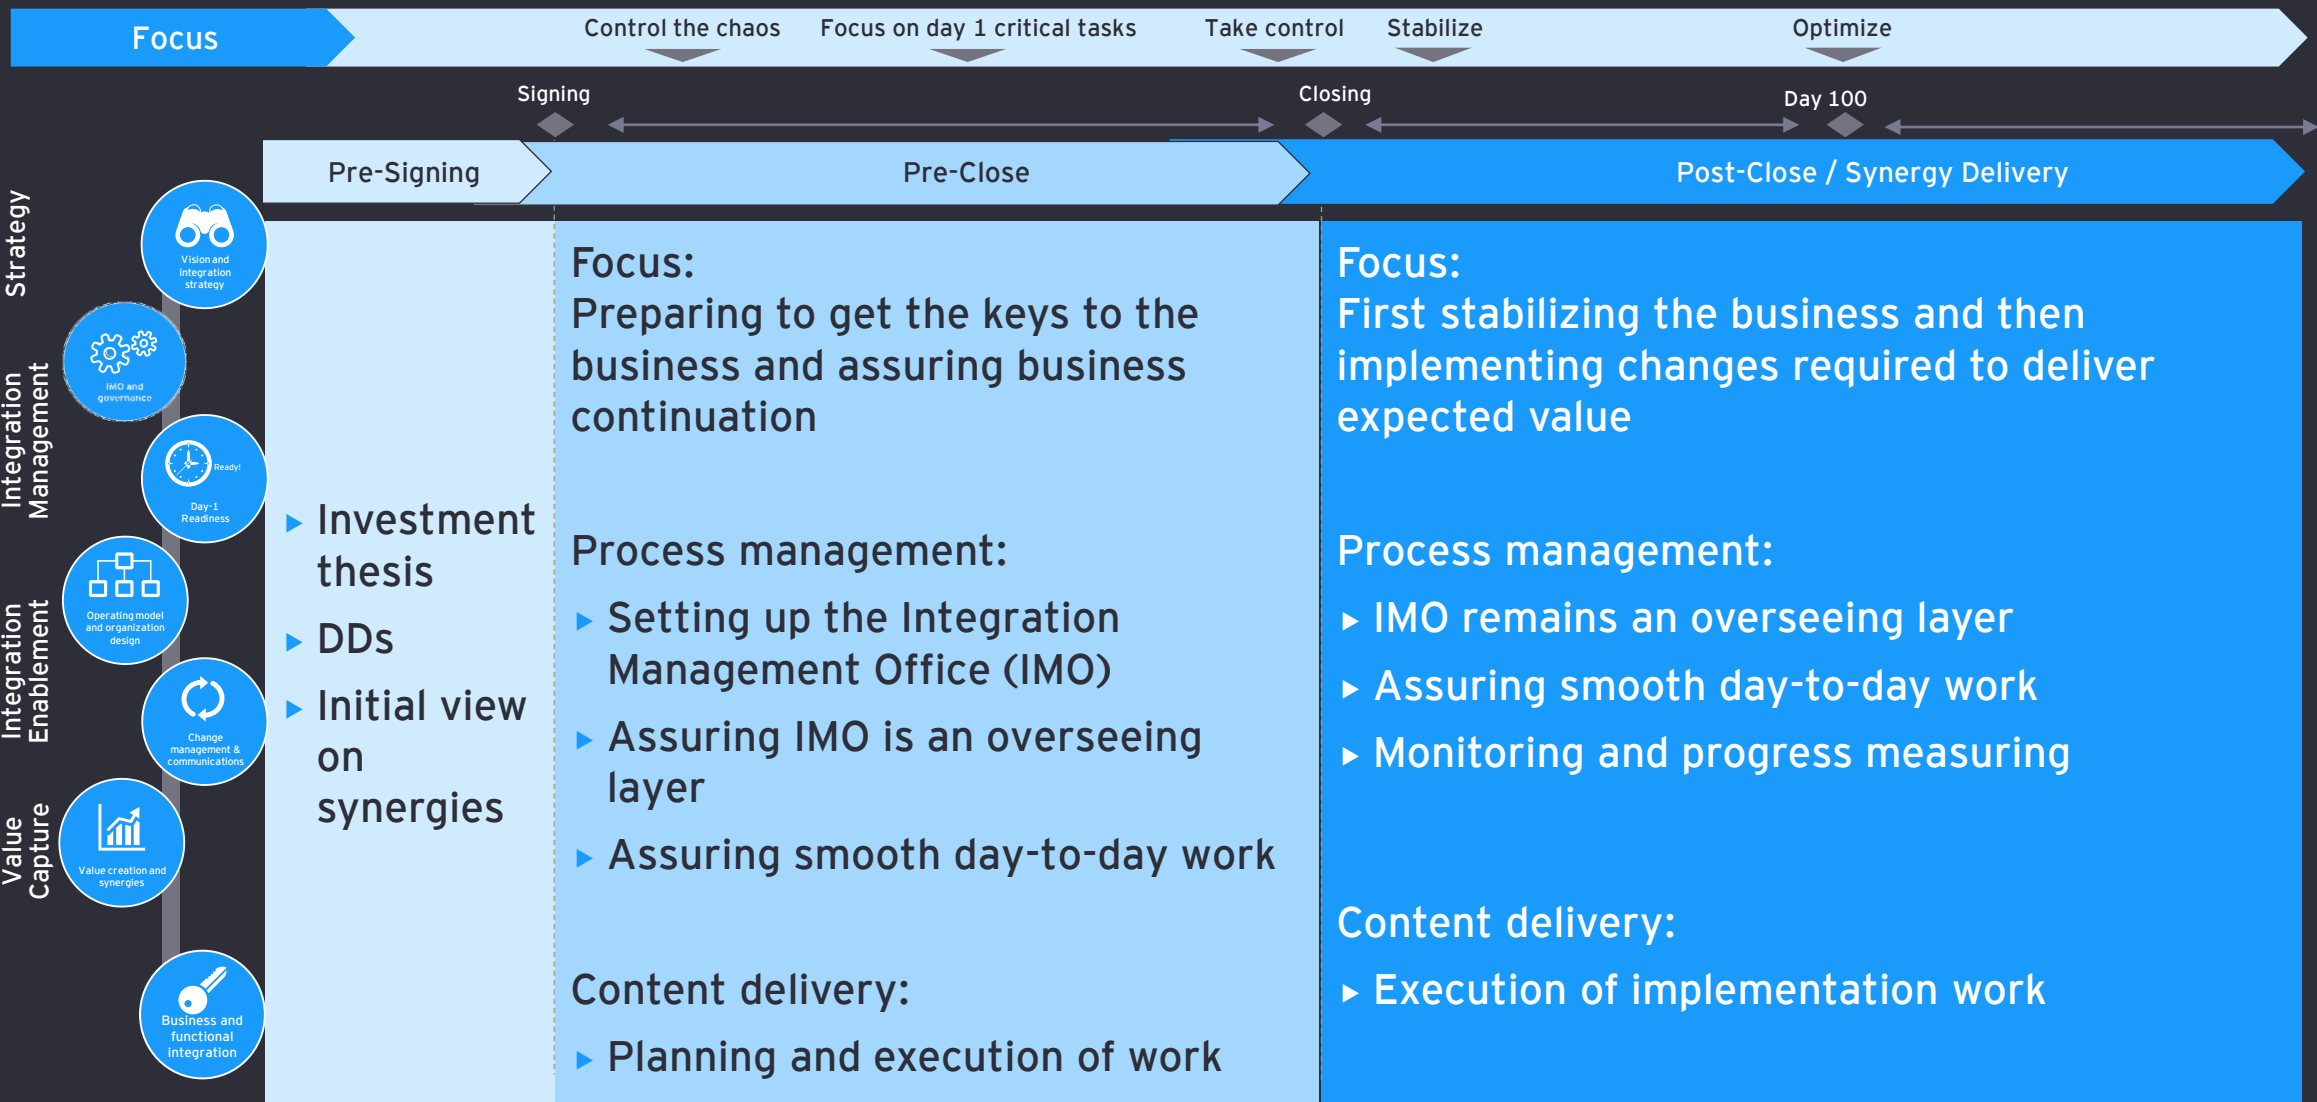 Focus
Control the chaos
Focus on day 1 critical tasks
Take control
Stabilize
Optimize
Signing
Closing
Day 100
Pre-Signing
Pre-Close
Post-Close / Synergy Delivery
Strategy
Integration
Management
Integration
Enablement
Value
Capture
Vision and
integration
strategy
IMO and
governance
Ready!
Day-1
Readiness
Operating model
and organization
design
Change
management &
communications
Value creation and
synergies
Business and
functional
integration
► Investment
thesis
► DDs
► Initial view
on
synergies
Focus:
Preparing to get the keys to the
business and assuring business
continuation
Process management:
► Setting up the Integration
Management Office (IMO)
► Assuring IMO is an overseeing
layer
► Assuring smooth day-to-day work
Content delivery:
► Planning and execution of work
Focus:
First stabilizing the business and then
implementing changes required to deliver
expected value
Process management:
► IMO remains an overseeing layer
► Assuring smooth day-to-day work
► Monitoring and progress measuring
Content delivery:
► Execution of implementation work